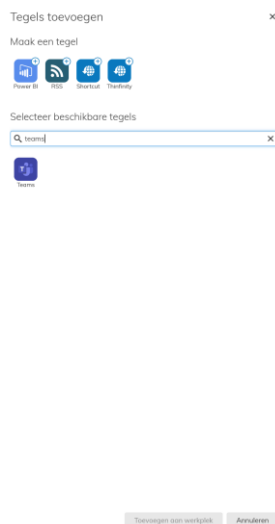 Tegels toevoegen
Maak een tegel
Power BI RSS Shortcut Thinfinity
Selecteer beschikbare tegels
teams
Teams
Toevoegen aan werkplek Annuleren